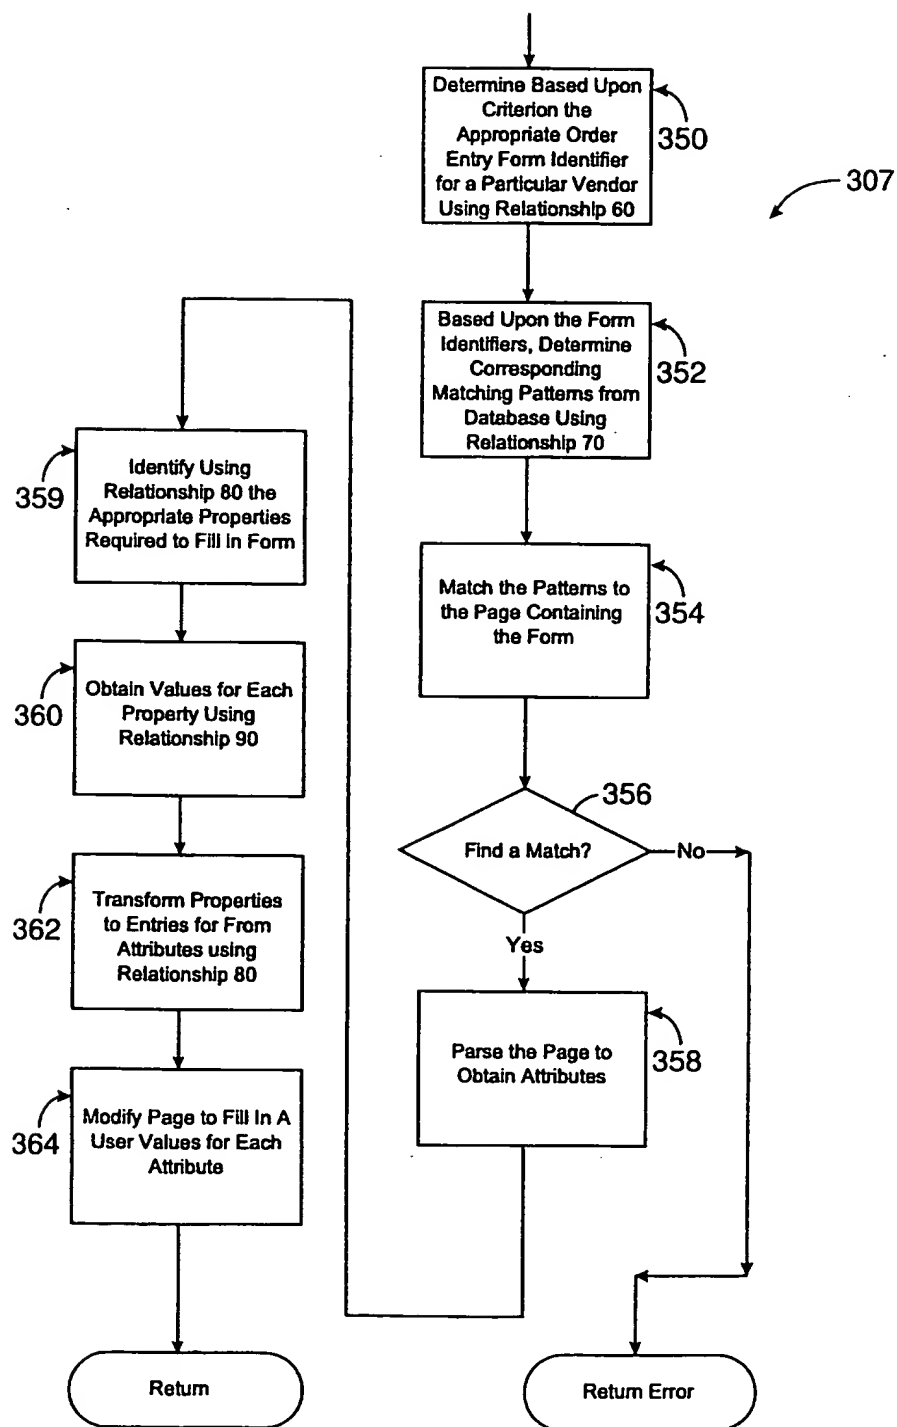 Determine Based Upon
Criterion the
Appropriate Order
Entry Form Identifier
for a Particular Vendor
Using Relationship 60
350
307
Based Upon the Form
Identifiers, Determine
Corresponding
Matching Patterns from
Database Using
Relationship 70
352
Match the Patterns to
the Page Containing
the Form
354
Find a Match?
356
No
Yes
Parse the Page to
Obtain Attributes
358
Return Error
Identify Using
Relationship 80 the
Appropriate Properties
Required to Fill In Form
359
Obtain Values for Each
Property Using
Relationship 90
360
Transform Properties
to Entries for From
Attributes using
Relationship 80
362
Modify Page to Fill In A
User Values for Each
Attribute
364
Return